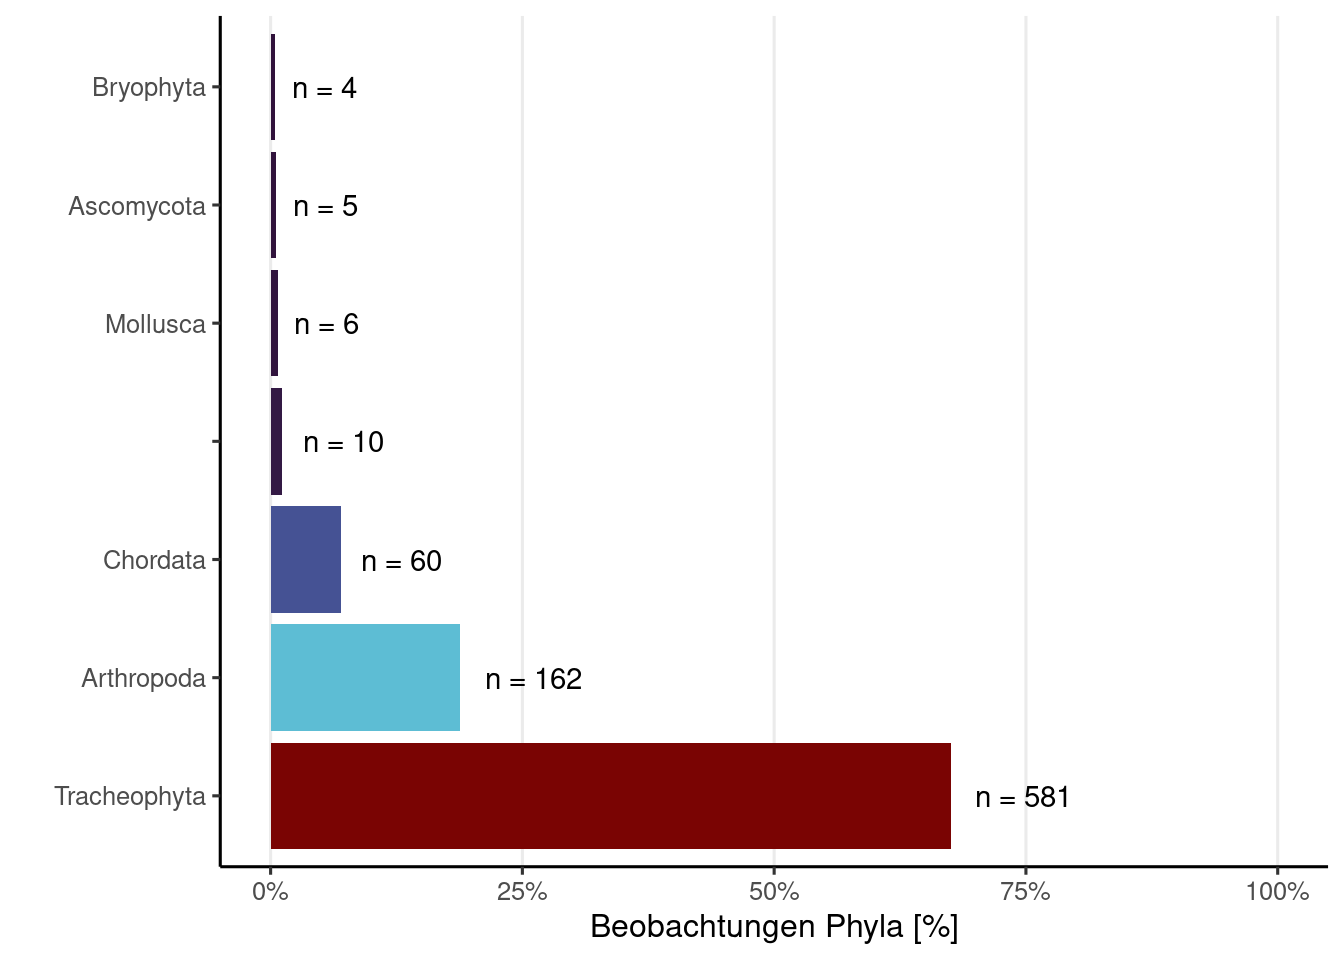 Bryophyta n = 4
Ascomycota n = 5
Mollusca n = 6
n = 10
Chordata n = 60
Arthropoda n = 162
Tracheophyta n = 581
0% 25% 50% 75% 100%
Beobachtungen Phyla [%]